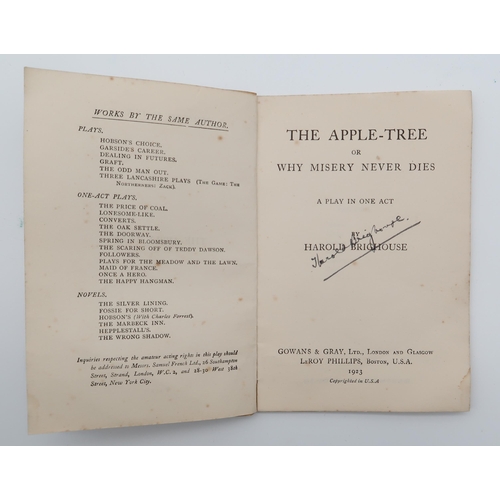 WORKS BY THE SAME AUTHOR.
PLAYS.
HOBSON'S CHOICE.
GARSIDE'S CAREER.
DEALING IN FUTURES.
GRAFT.
THE ODD MAN OUT.
THREE LANCASHIRE PLAYS (The Game: The
Northerners: Zack).
ONE-ACT PLAYS.
THE PRICE OF COAL.
LONESOME-LIKE.
CONVERTS.
THE OAK SETTLE.
THE DOORWAY.
SPRING IN BLOOMSBURY.
THE SCARING OFF OF TEDDY DAWSON.
FOLLOWERS.
PLAYS FOR THE MEADOW AND THE LAWN.
MAID OF FRANCE.
ONCE A HERO.
THE HAPPY HANGMAN.
NOVELS.
THE SILVER LINING.
FOSSIE FOR SHORT.
HOBSON'S (With Charles Forrest).
THE MARBECK INN.
HEPPLESTALL'S.
THE WRONG SHADOW.
Inquiries respecting the amateur acting rights in this play should
be addressed to Messrs. Samuel French Ltd., 26 Southampton
Street, Strand, London, W.C. 2, and 28-30 West 38th
Street, New York City.
THE APPLE-TREE
OR
WHY MISERY NEVER DIES
A PLAY IN ONE ACT
BY
HAROLD BRIGHOUSE
Harold Brighouse.
GOWANS & GRAY, Ltd., London and Glasgow
LeROY PHILLIPS, Boston, U.S.A.
1923
Copyrighted in U.S.A